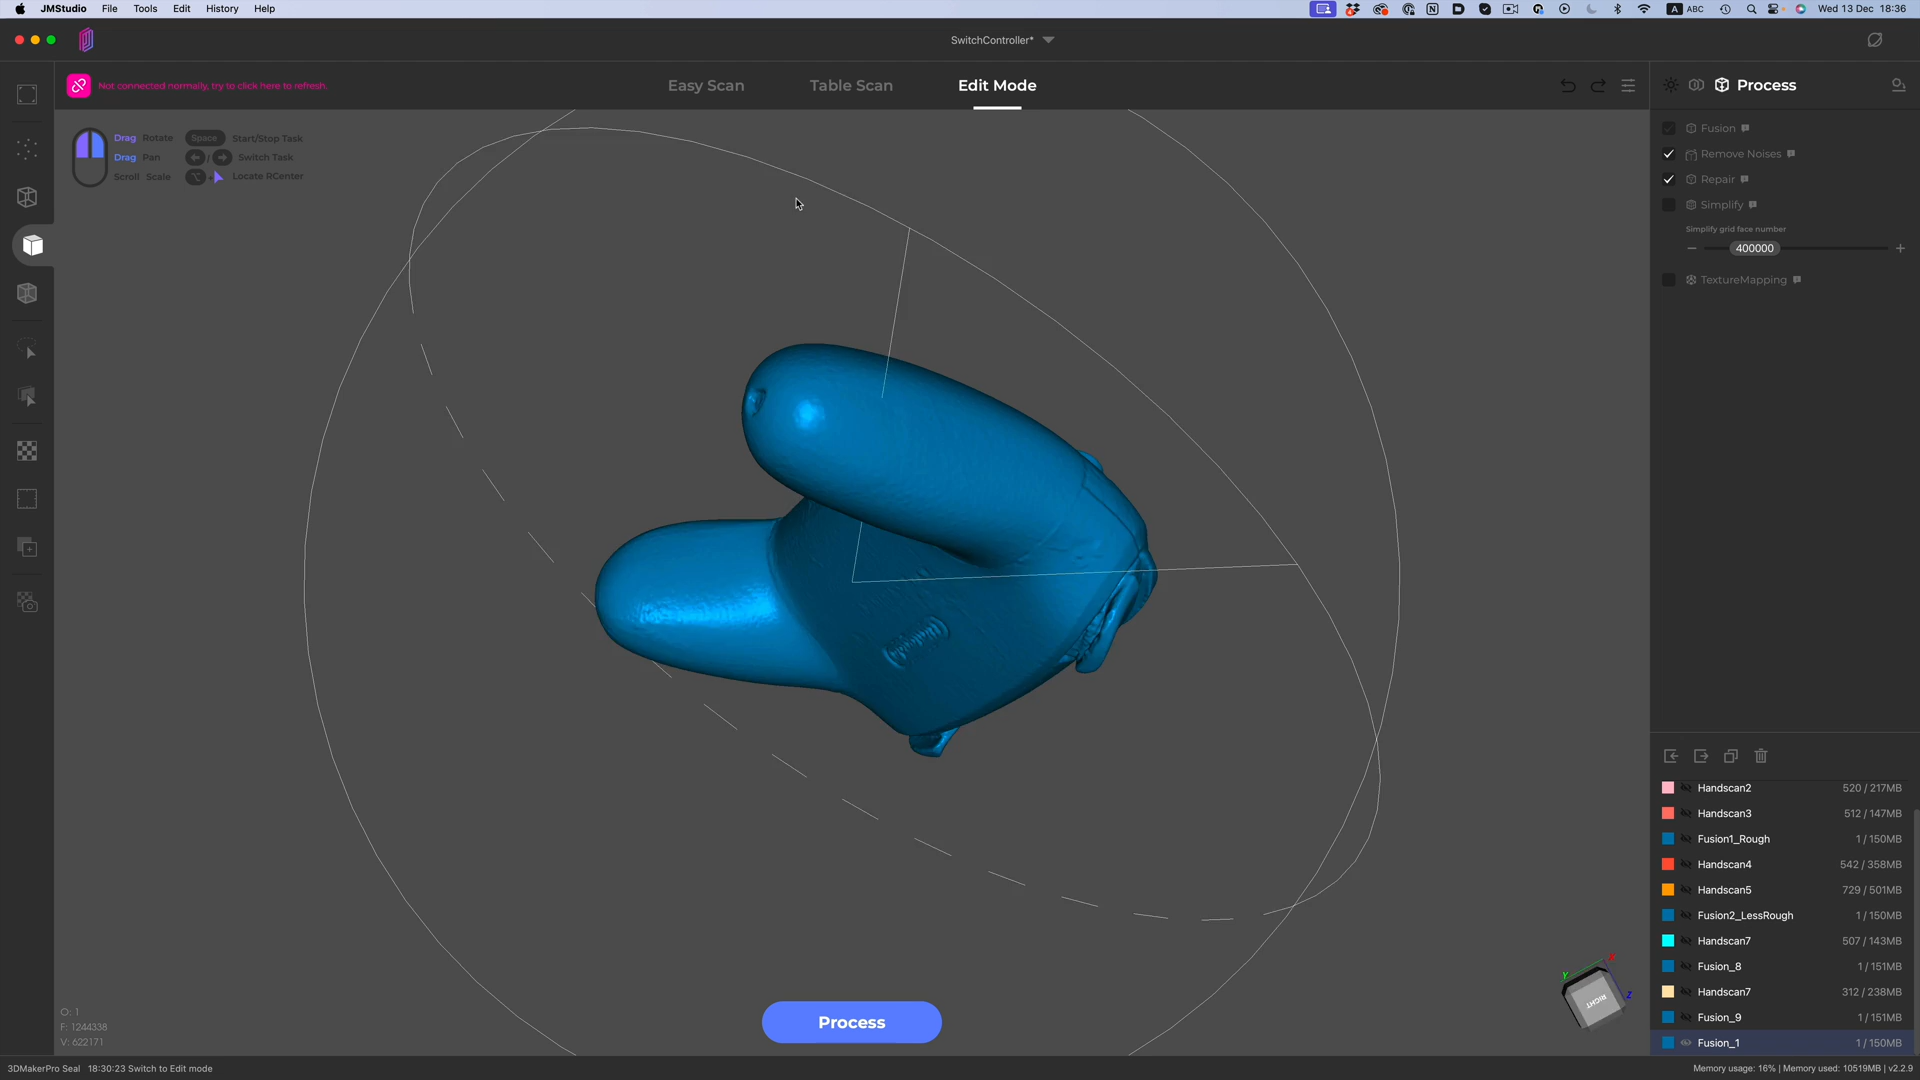 JMStudio File Tools Edit History Help
A ABC Wed 13 Dec 18:36
SwitchController*
Not connected normally, try to click here to refresh.
Easy Scan Table Scan Edit Mode
Process
Drag Rotate Space Start/Stop Task
Drag Pan / Switch Task
Scroll Scale Locate RCenter
Fusion
Remove Noises
Repair
Simplify
Simplify grid face number
400000
TextureMapping
Handscan2 520 / 217MB
Handscan3 512 / 147MB
Fusion1_Rough 1 / 150MB
Handscan4 542 / 358MB
Handscan5 729 / 501MB
Fusion2_LessRough 1 / 150MB
Handscan7 507 / 143MB
Fusion_8 1 / 151MB
Handscan7 312 / 238MB
Fusion_9 1 / 151MB
Fusion_1 1 / 150MB
Y X Z
RIGHT
O: 1
F: 1244338
V: 622171
Process
3DMakerPro Seal 18:30:23 Switch to Edit mode
Memory usage: 16% | Memory used: 10519MB | v2.2.9